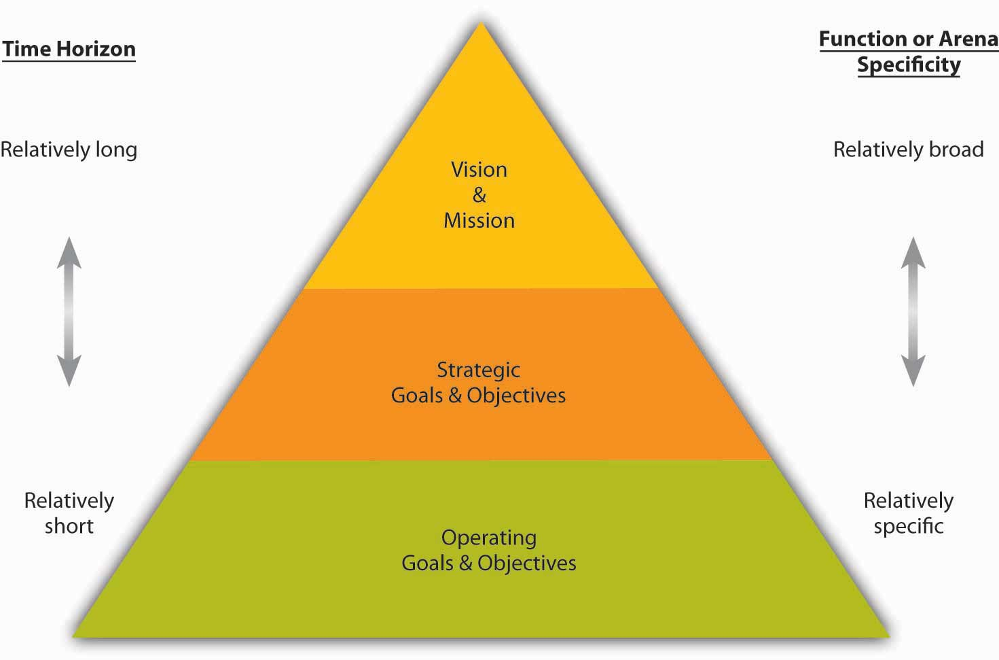 Time Horizon
Function or Arena
Specificity
Relatively long
Relatively broad
Vision
&
Mission
Strategic
Goals & Objectives
Relatively
short
Relatively
specific
Operating
Goals & Objectives